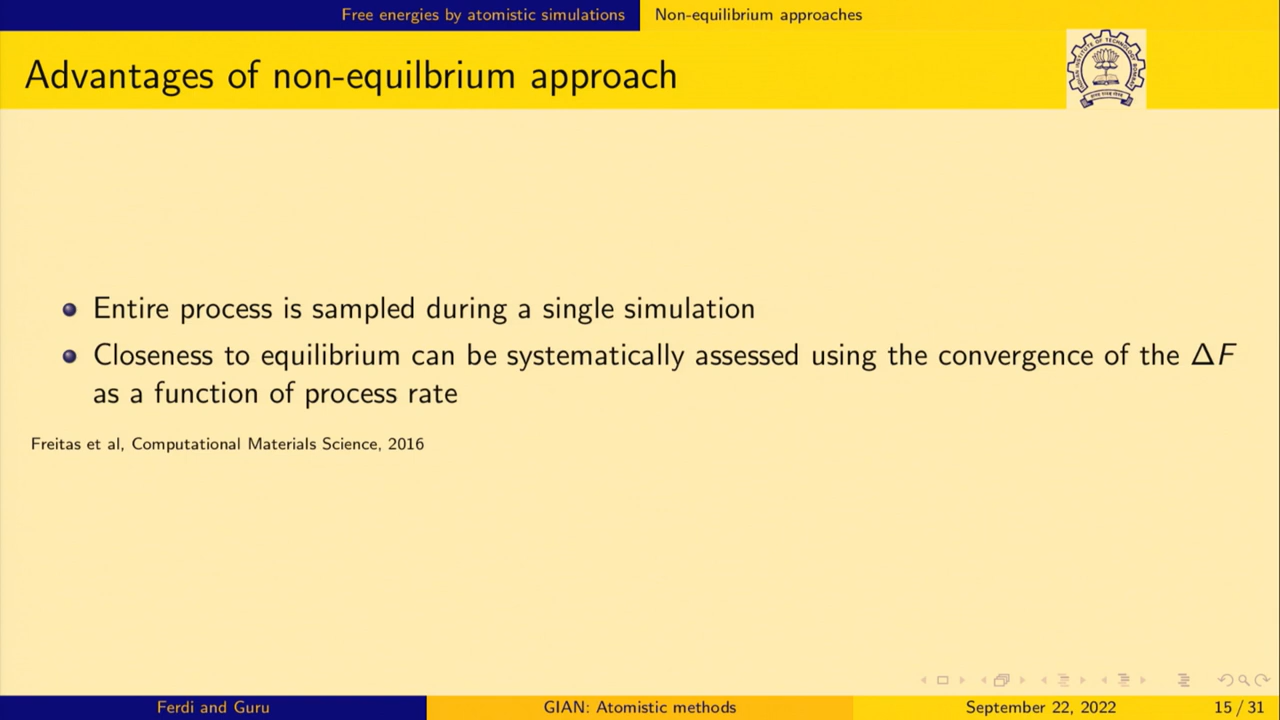 Free energies by atomistic simulations Non-equilibrium approaches
Advantages of non-equilbrium approach
Entire process is sampled during a single simulation
Closeness to equilibrium can be systematically assessed using the convergence of the ΔF
as a function of process rate
Freitas et al, Computational Materials Science, 2016
Ferdi and Guru GIAN: Atomistic methods September 22, 2022 15 / 31